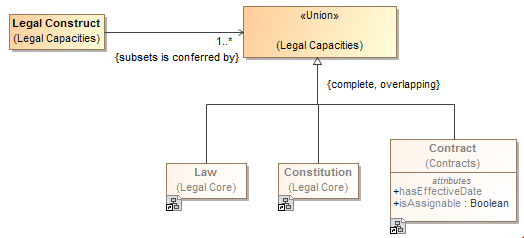 Legal Construct
(Legal Capacities)
«Union»
(Legal Capacities)
1..*
{subsets is conferred by}
{complete, overlapping}
Law
(Legal Core)
Constitution
(Legal Core)
Contract
(Contracts)
attributes
+hasEffectiveDate
+isAssignable : Boolean